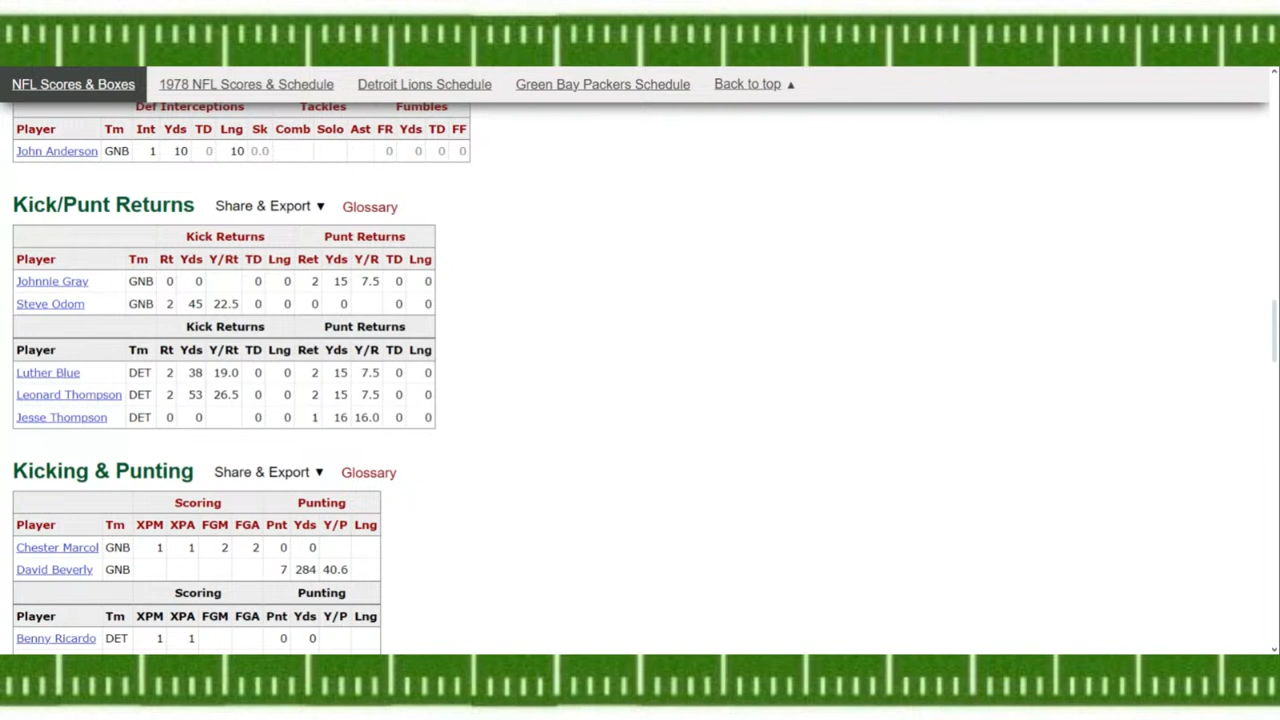 NFL Scores & Boxes 1978 NFL Scores & Schedule Detroit Lions Schedule Green Bay Packers Schedule Back to top ▲
Def Interceptions Tackles Fumbles
Player Tm Int Yds TD Lng Sk Comb Solo Ast FR Yds TD FF
John Anderson GNB 1 10 0 10 0.0 0 0 0 0
Kick/Punt Returns Share & Export ▼ Glossary
Kick Returns Punt Returns
Player Tm Rt Yds Y/Rt TD Lng Ret Yds Y/R TD Lng
Johnnie Gray GNB 0 0 0 0 2 15 7.5 0 0
Steve Odom GNB 2 45 22.5 0 0 0 0 0 0
Kick Returns Punt Returns
Player Tm Rt Yds Y/Rt TD Lng Ret Yds Y/R TD Lng
Luther Blue DET 2 38 19.0 0 0 2 15 7.5 0 0
Leonard Thompson DET 2 53 26.5 0 0 2 15 7.5 0 0
Jesse Thompson DET 0 0 0 0 1 16 16.0 0 0
Kicking & Punting Share & Export ▼ Glossary
Scoring Punting
Player Tm XPM XPA FGM FGA Pnt Yds Y/P Lng
Chester Marcol GNB 1 1 2 2 0 0
David Beverly GNB 7 284 40.6
Scoring Punting
Player Tm XPM XPA FGM FGA Pnt Yds Y/P Lng
Benny Ricardo DET 1 1 0 0